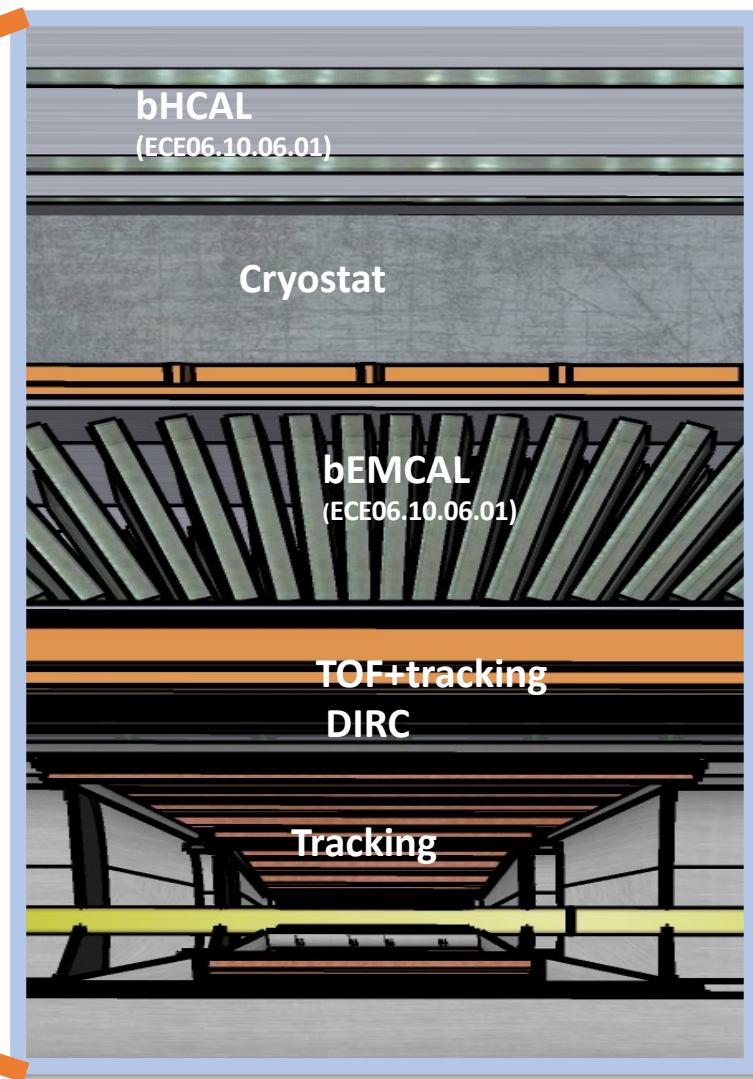 bHCAL
(ECE06.10.06.01)
Cryostat
bEMCAL
(ECE06.10.06.01)
TOF+tracking
DIRC
Tracking